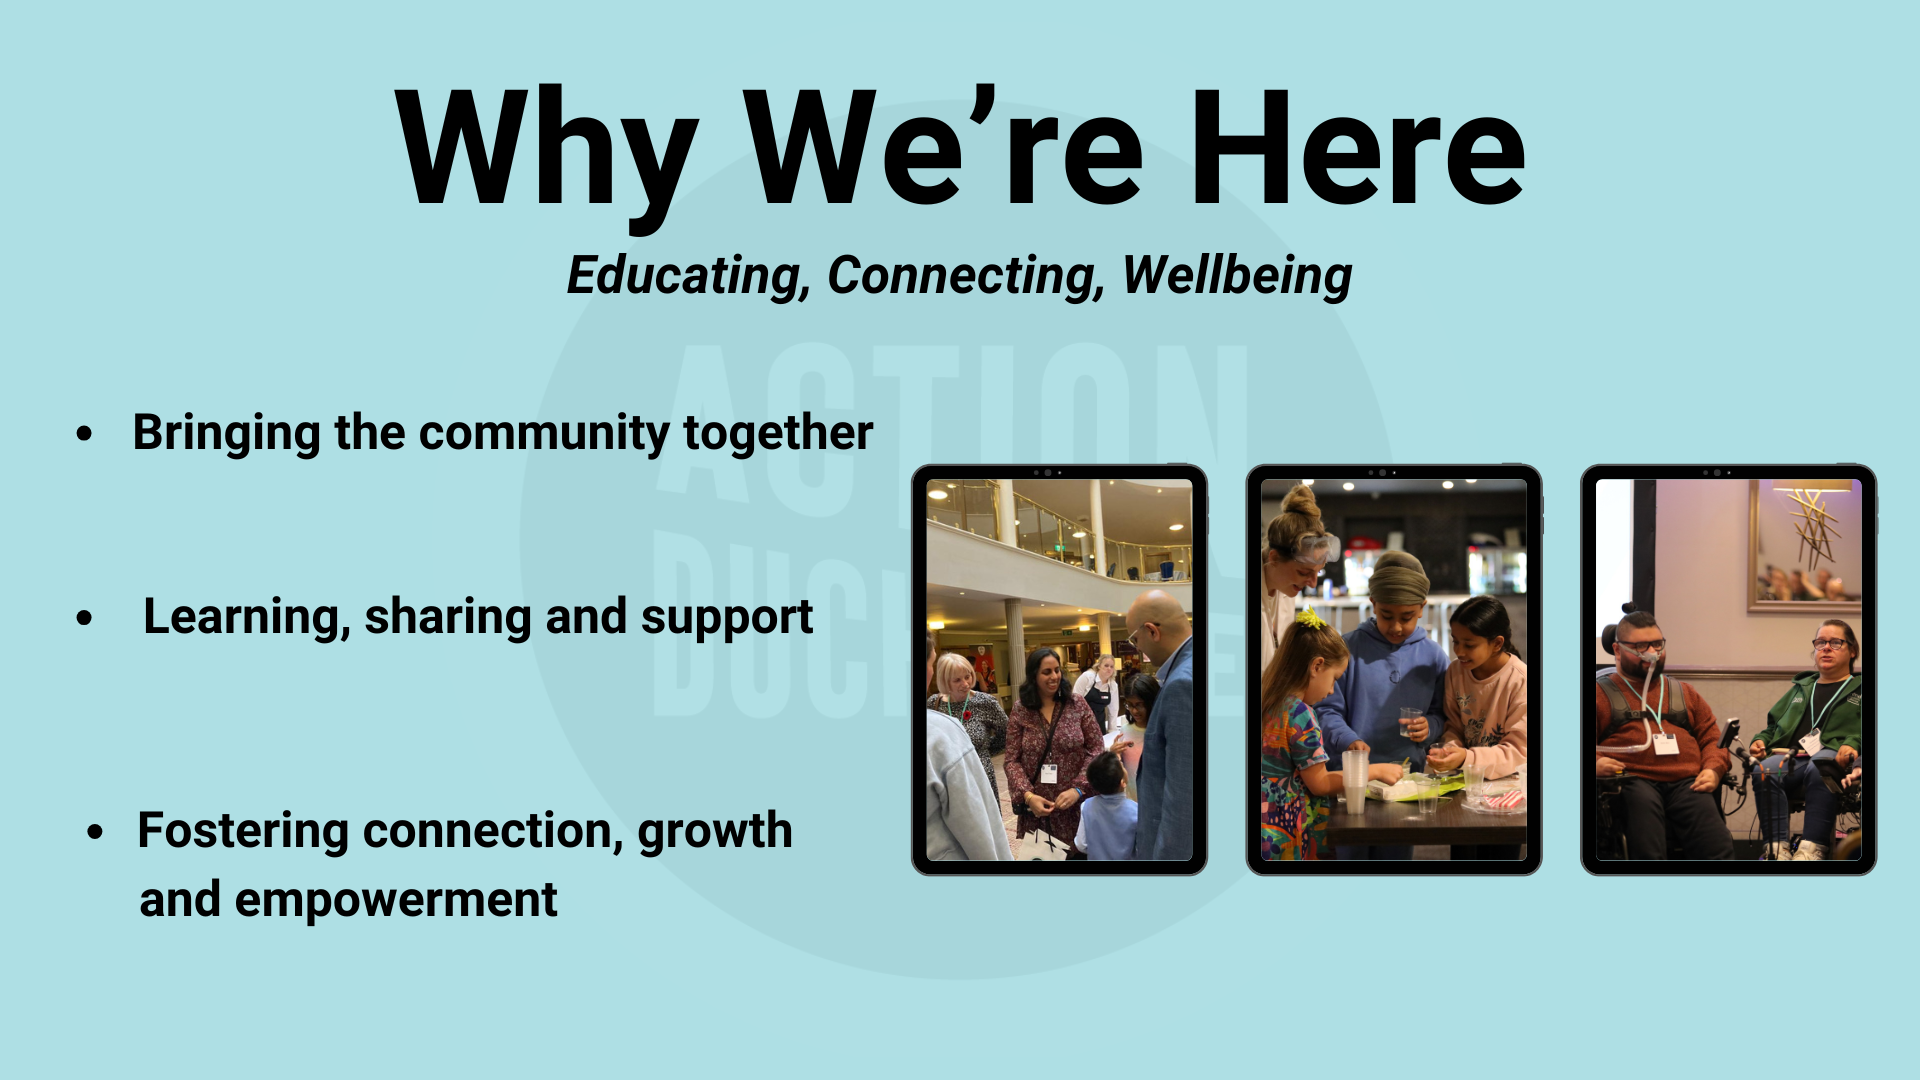 Why We’re Here
Educating, Connecting, Wellbeing
ACTION
• Bringing the community together
• Learning, sharing and support
• Fostering connection, growth
and empowerment